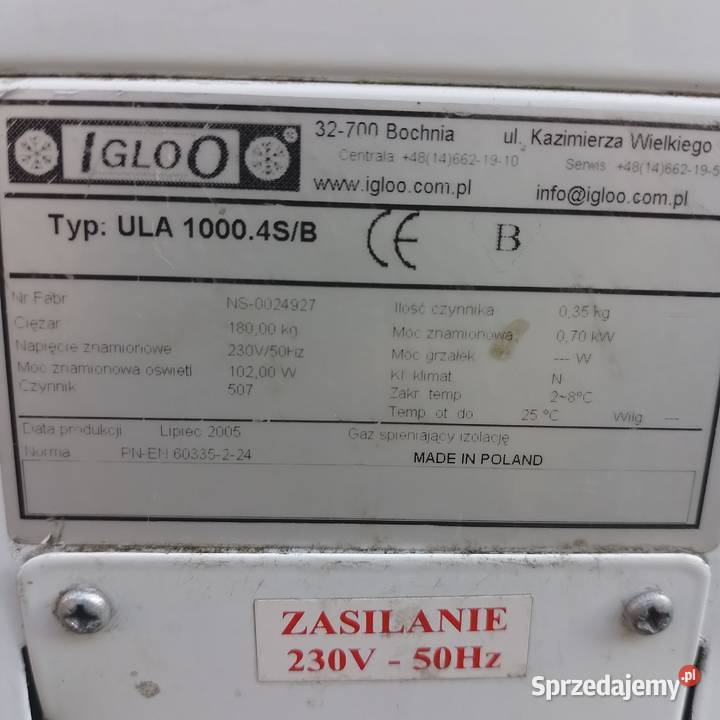 IGLOO
32-700 Bochnia ul. Kazimierza Wielkiego
Centrala +48(14)662-19-10 Serwis +48(14)662-19-5
www.igloo.com.pl info@igloo.com.pl
Typ: ULA 1000.4S/B CE B
Nr Fabr NS-0024927
Ciężar 180,00 kg
Napięcie znamionowe 230V/50Hz
Moc znamionowa oświetl 102,00 W
Czynnik 507
Ilość czynnika 0,35 kg
Moc znamionowa 0,70 kW
Moc grzałek --- W
Kl. klimat N
Zakr. temp 2~8°C
Temp. ot. do 25 °C Wilg ---
Data produkcji Lipiec 2005 Gaz spieniający izolację
Norma PN-EN 60335-2-24 MADE IN POLAND
ZASILANIE
230V - 50Hz
Sprzedajemy.pl